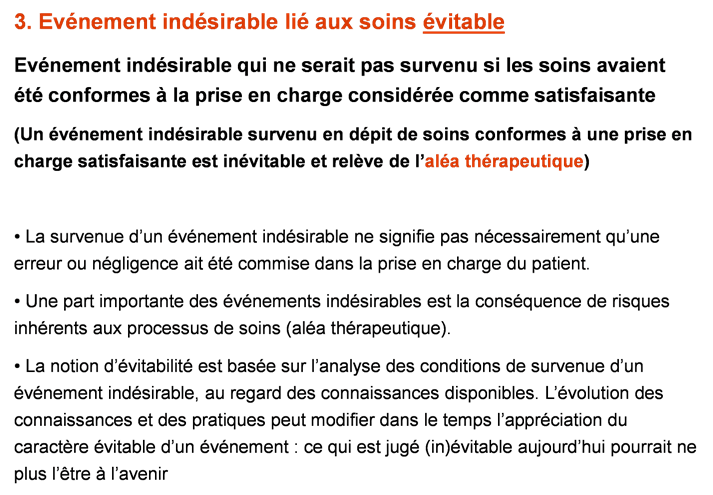 3. Evénement indésirable lié aux soins évitable
Evénement indésirable qui ne serait pas survenu si les soins avaient
été conformes à la prise en charge considérée comme satisfaisante
(Un événement indésirable survenu en dépit de soins conformes à une prise en
charge satisfaisante est inévitable et relève de l’aléa thérapeutique)
• La survenue d’un événement indésirable ne signifie pas nécessairement qu’une
erreur ou négligence ait été commise dans la prise en charge du patient.
• Une part importante des événements indésirables est la conséquence de risques
inhérents aux processus de soins (aléa thérapeutique).
• La notion d’évitabilité est basée sur l’analyse des conditions de survenue d’un
événement indésirable, au regard des connaissances disponibles. L’évolution des
connaissances et des pratiques peut modifier dans le temps l’appréciation du
caractère évitable d’un événement : ce qui est jugé (in)évitable aujourd’hui pourrait ne
plus l’être à l’avenir